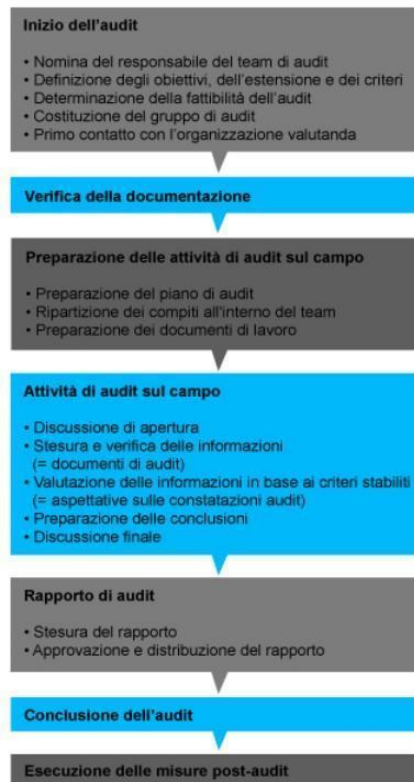 Inizio dell'audit
• Nomina del responsabile del team di audit
• Definizione degli obiettivi, dell'estensione e dei criteri
• Determinazione della fattibilità dell'audit
• Costituzione del gruppo di audit
• Primo contatto con l'organizzazione valutanda
Verifica della documentazione
Preparazione delle attività di audit sul campo
• Preparazione del piano di audit
• Ripartizione dei compiti all'interno del team
• Preparazione dei documenti di lavoro
Attività di audit sul campo
• Discussione di apertura
• Stesura e verifica delle informazioni
(= documenti di audit)
• Valutazione delle informazioni in base ai criteri stabiliti
(= aspettative sulle constatazioni audit)
• Preparazione delle conclusioni
• Discussione finale
Rapporto di audit
• Stesura del rapporto
• Approvazione e distribuzione del rapporto
Conclusione dell'audit
Esecuzione delle misure post-audit